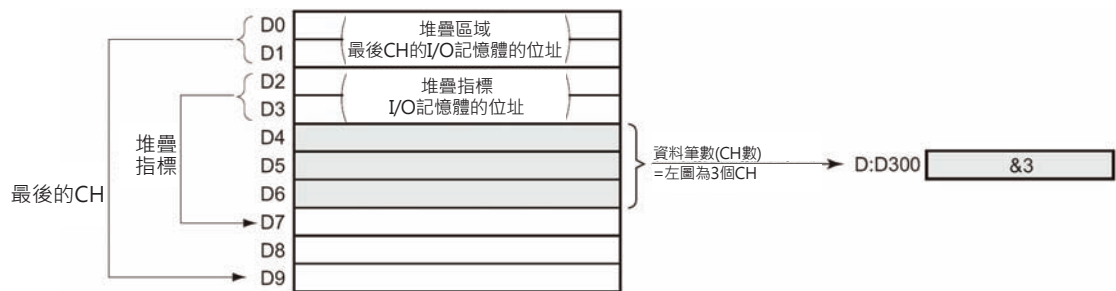 D0
堆疊區域
D1
最後CH的I/O記憶體的位址
D2
堆疊指標
D3
I/O記憶體的位址
D4
D5
D6
D7
D8
D9
堆疊
指標
最後的CH
資料筆數(CH數)
=左圖為3個CH
D:D300
&3